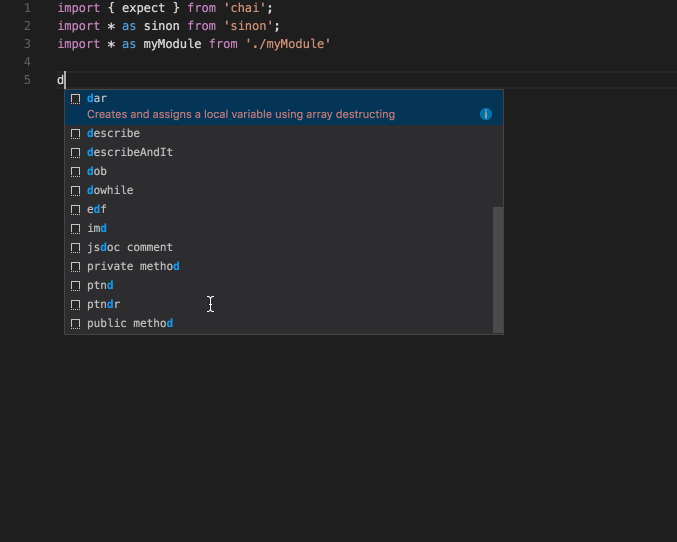 1 import { expect } from 'chai';
2 import * as sinon from 'sinon';
3 import * as myModule from './myModule'
4
5 d
dar
Creates and assigns a local variable using array destructing
describe
describeAndIt
dob
dowhile
edf
imd
jsdoc comment
private method
ptnd
ptndr
public method